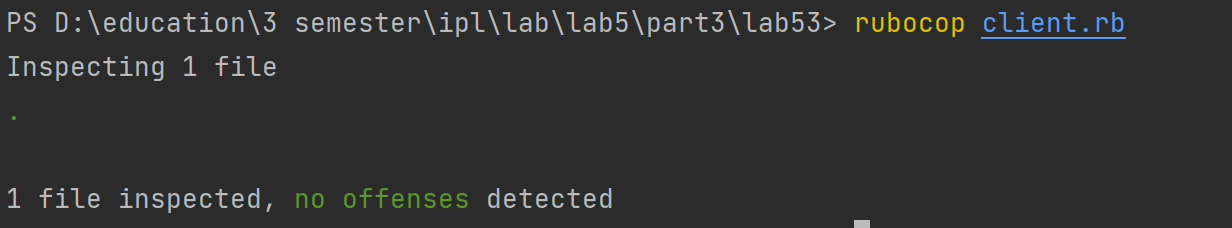 PS D:\education\3 semester\ipl\lab\lab5\part3\lab53> rubocop client.rb
Inspecting 1 file
.
1 file inspected, no offenses detected